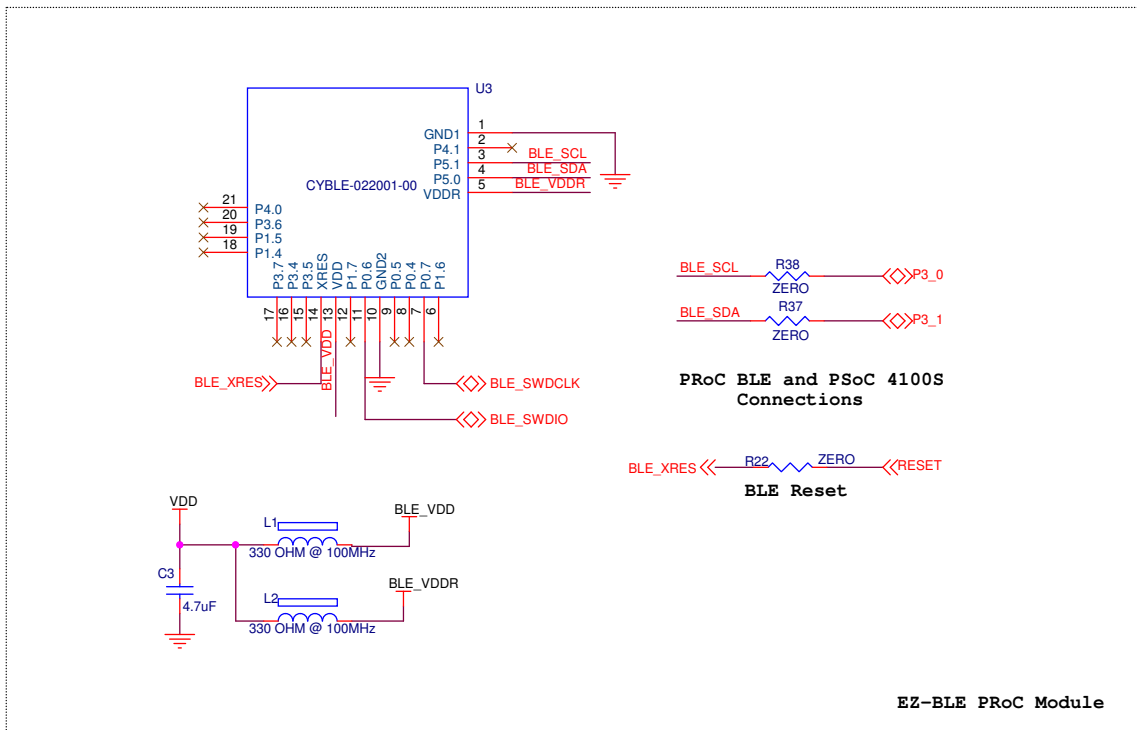 U3
GND1 1
P4.1 2
P5.1 3 BLE_SCL
P5.0 4 BLE_SDA
VDDR 5 BLE_VDDR
CYBLE-022001-00
21 P4.0
20 P3.6
19 P1.5
18 P1.4
P3.7 P3.4 P3.5 XRES VDD P1.7 P0.6 GND2 P0.5 P0.4 P0.7 P1.6
17 16 15 14 13 12 11 10 9 8 7 6
BLE_VDD
BLE_XRES
BLE_SWDCLK
BLE_SWDIO
BLE_SCL R38 P3_0
ZERO
BLE_SDA R37 P3_1
ZERO
PRoC BLE and PSoC 4100S
Connections
BLE_XRES R22 ZERO RESET
BLE Reset
VDD
L1 BLE_VDD
330 OHM @ 100MHz
C3
4.7uF
L2 BLE_VDDR
330 OHM @ 100MHz
EZ-BLE PRoC Module